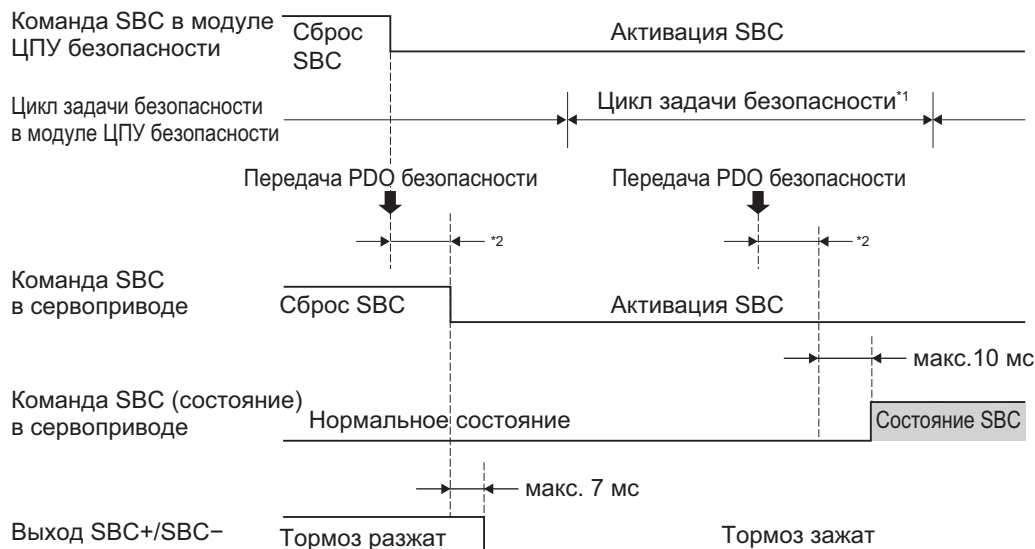 Команда SBC в модуле
ЦПУ безопасности
Сброс
SBC
Активация SBC
Цикл задачи безопасности
в модуле ЦПУ безопасности
Цикл задачи безопасности*1
Передача PDO безопасности
Передача PDO безопасности
*2
*2
Команда SBC
в сервоприводе
Сброс SBC
Активация SBC
макс.10 мс
Команда SBC (состояние)
в сервоприводе
Нормальное состояние
Состояние SBC
макс. 7 мс
Выход SBC+/SBC−
Тормоз разжат
Тормоз зажат